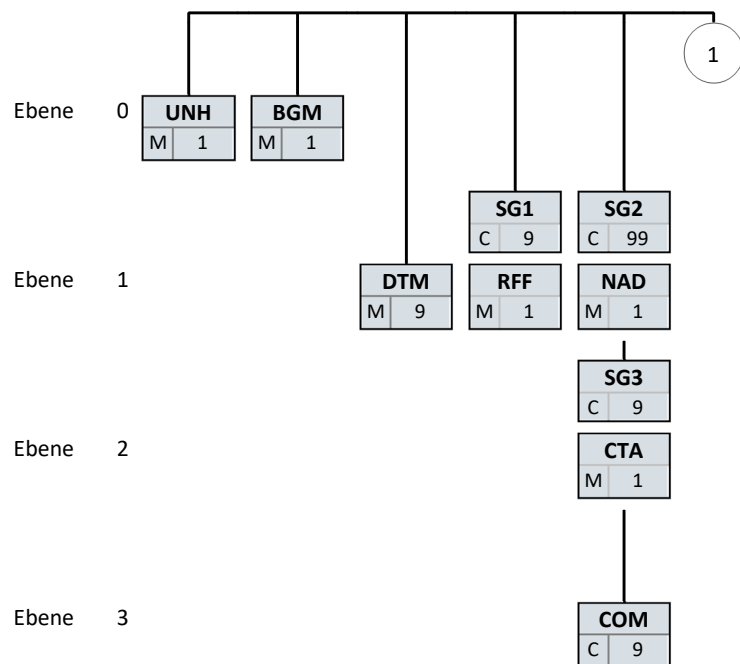 1
Ebene 0 UNH BGM
M 1 M 1
SG1 SG2
C 9 C 99
Ebene 1 DTM RFF NAD
M 9 M 1 M 1
SG3
C 9
Ebene 2 CTA
M 1
Ebene 3 COM
C 9